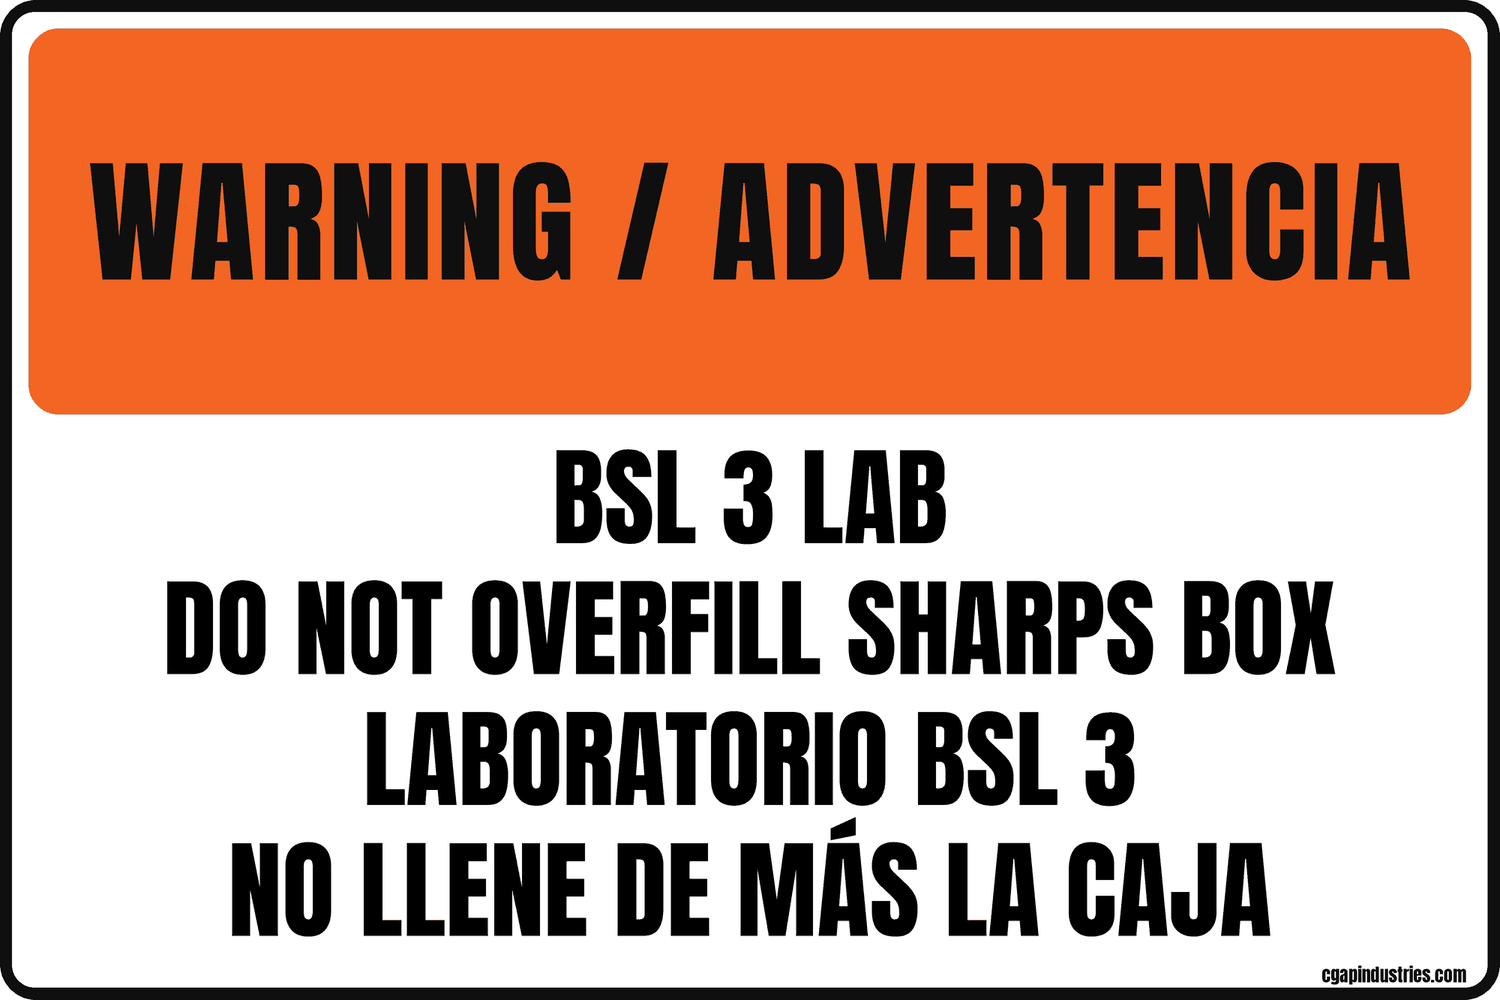 WARNING / ADVERTENCIA
BSL 3 LAB
DO NOT OVERFILL SHARPS BOX
LABORATORIO BSL 3
NO LLENE DE MÁS LA CAJA
cgapindustries.com